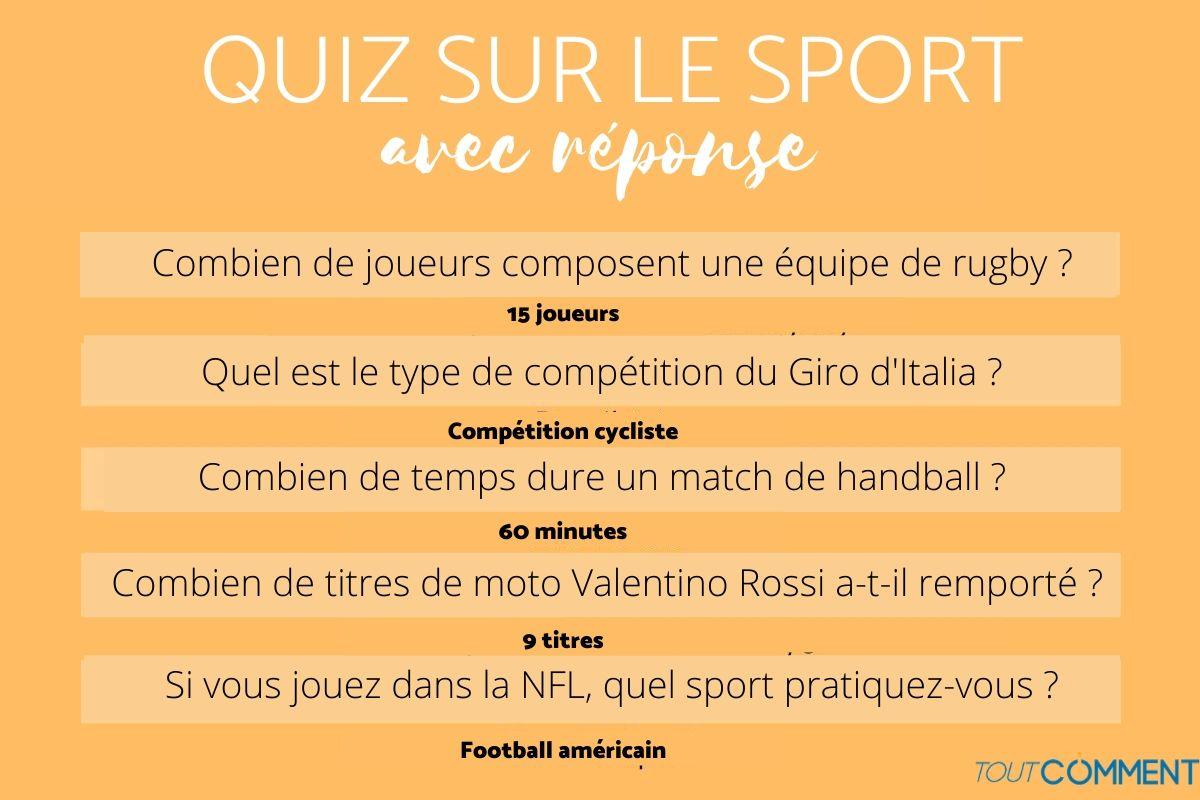 QUIZ SUR LE SPORT
avec réponse
Combien de joueurs composent une équipe de rugby ?
15 joueurs
Quel est le type de compétition du Giro d'Italia ?
Compétition cycliste
Combien de temps dure un match de handball ?
60 minutes
Combien de titres de moto Valentino Rossi a-t-il remporté ?
9 titres
Si vous jouez dans la NFL, quel sport pratiquez-vous ?
Football américain
TOUTCOMMENT